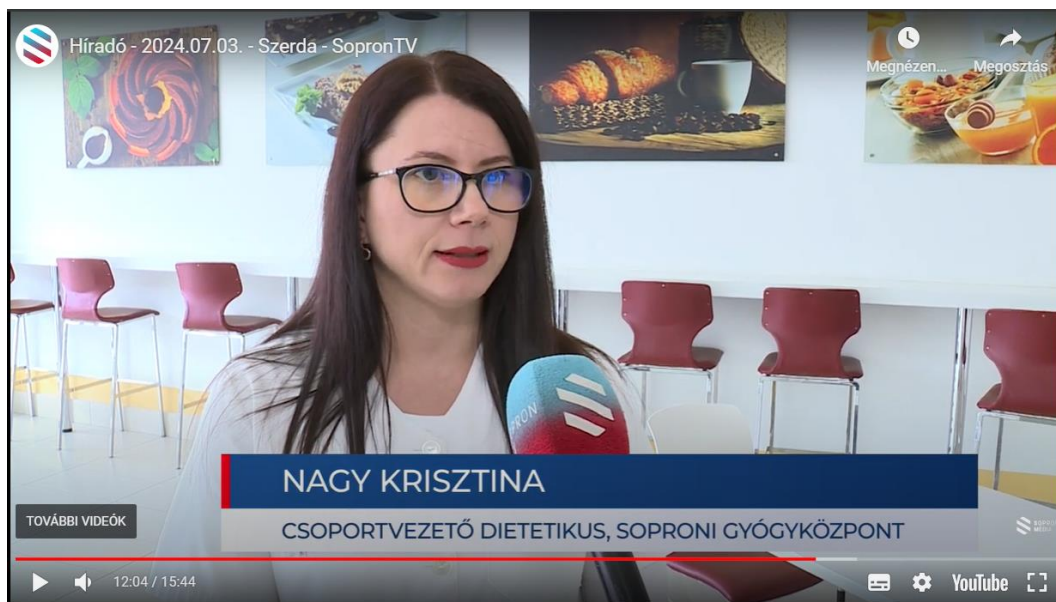 Híradó - 2024.07.03. - Szerda - SopronTV
Megnézen...
Megosztás
NAGY KRISZTINA
CSOPORTVEZETŐ DIETETIKUS, SOPRONI GYÓGYKÖZPONT
TOVÁBBI VIDEÓK
12:04 / 15:44
YouTube